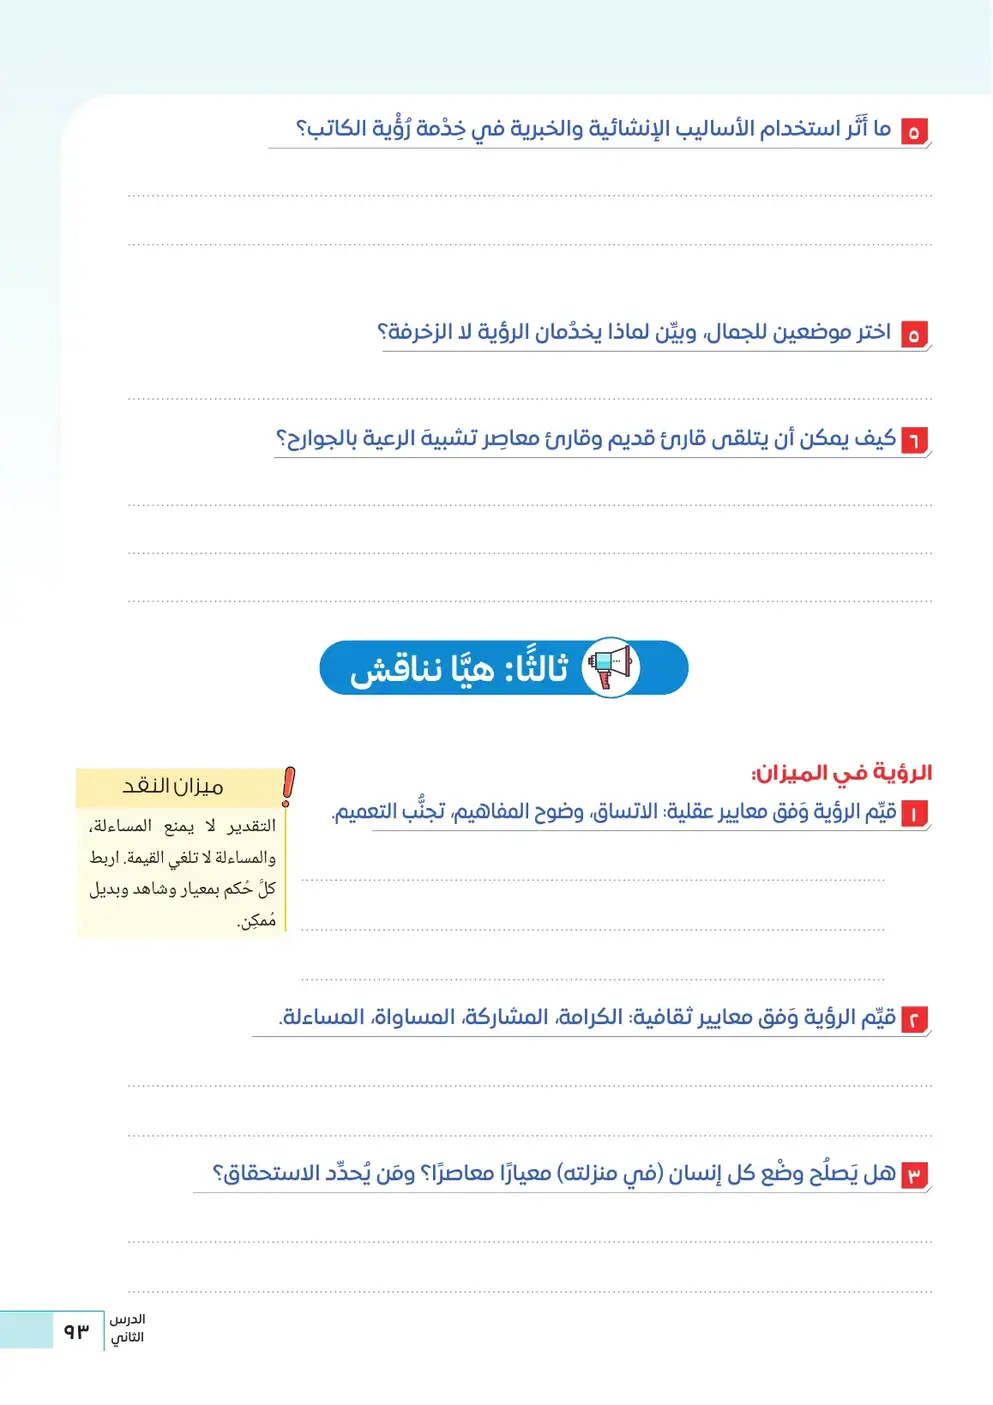 ٥ ما أَثَر استخدام الأساليب الإنشائية والخبرية في خِدْمة رُؤْية الكاتب؟
٥ اختر موضعين للجمال، وبيِّن لماذا يخدُمان الرؤية لا الزخرفة؟
٦ كيف يمكن أن يتلقى قارئ قديم وقارئ معاصِر تشبيهَ الرعية بالجوارح؟
ثالثًا: هيَّا نناقش
الرؤية في الميزان:
١ قيِّم الرؤية وَفق معايير عقلية: الاتساق، وضوح المفاهيم، تجنُّب التعميم.
ميزان النقد
التقدير لا يمنع المساءلة،
والمساءلة لا تلغي القيمة. اربط
كلَّ حُكم بمعيار وشاهد وبديل
مُمكِن.
٢ قيِّم الرؤية وَفق معايير ثقافية: الكرامة، المشاركة، المساواة، المساءلة.
٣ هل يَصلُح وضْع كل إنسان (في منزلته) معيارًا معاصرًا؟ ومَن يُحدِّد الاستحقاق؟
الدرس
الثاني
٩٣